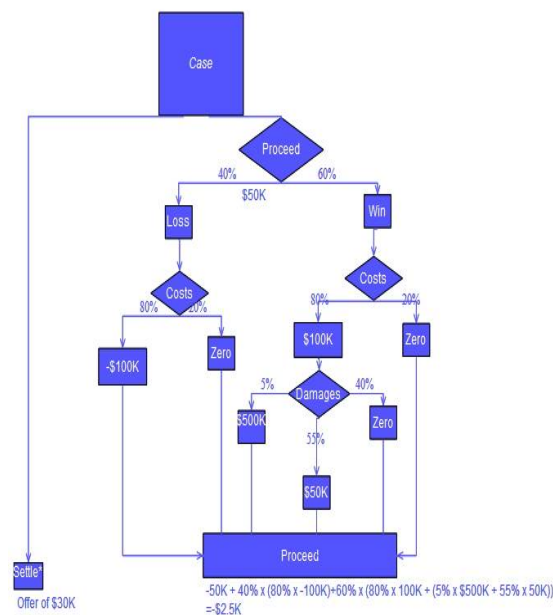 Case
Proceed
40%
60%
$50K
Loss
Win
Costs
Costs
80%
20%
80%
20%
-$100K
Zero
$100K
Zero
5%
Damages
40%
$500K
Zero
55%
$50K
Settle*
Offer of $30K
Proceed
-50K + 40% x (80% x -100K)+60% x (80% x 100K + (5% x $500K + 55% x 50K))
=-$2.5K